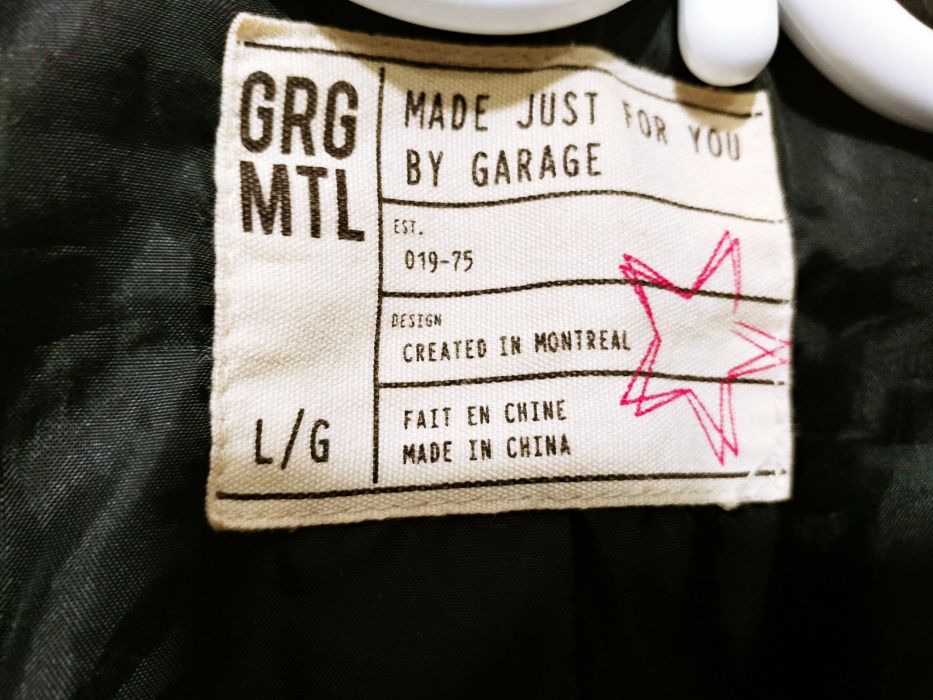 GRG
MTL
MADE JUST FOR YOU
BY GARAGE
EST.
019-75
DESIGN
CREATED IN MONTREAL
L/G
FAIT EN CHINE
MADE IN CHINA